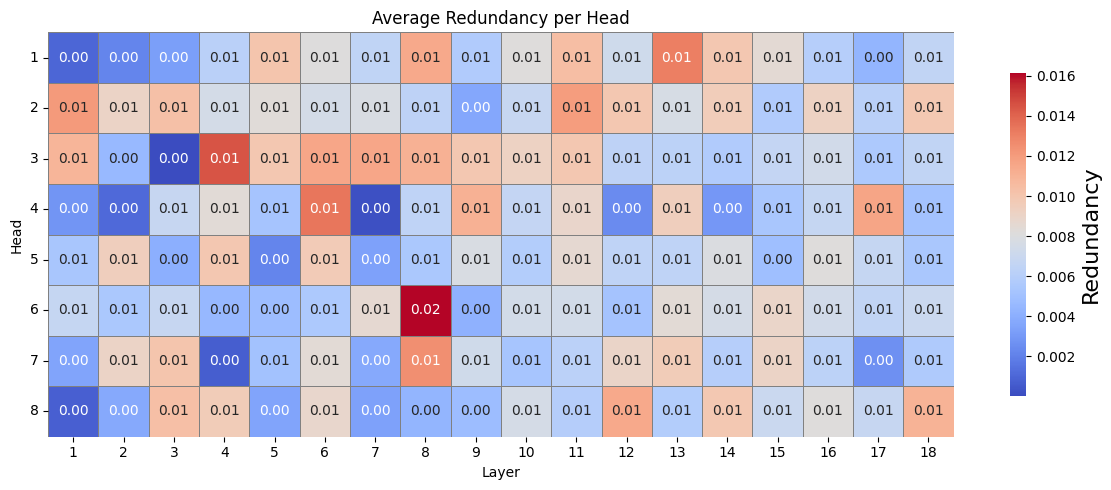 Average Redundancy per Head
1 0.00 0.00 0.00 0.01 0.01 0.01 0.01 0.01 0.01 0.01 0.01 0.01 0.01 0.01 0.01 0.01 0.00 0.01
2 0.01 0.01 0.01 0.01 0.01 0.01 0.01 0.01 0.00 0.01 0.01 0.01 0.01 0.01 0.01 0.01 0.01 0.01
3 0.01 0.00 0.00 0.01 0.01 0.01 0.01 0.01 0.01 0.01 0.01 0.01 0.01 0.01 0.01 0.01 0.01 0.01
4 0.00 0.00 0.01 0.01 0.01 0.01 0.00 0.01 0.01 0.01 0.01 0.00 0.01 0.00 0.01 0.01 0.01 0.01
5 0.01 0.01 0.00 0.01 0.00 0.01 0.00 0.01 0.01 0.01 0.01 0.01 0.01 0.01 0.00 0.01 0.01 0.01
6 0.01 0.01 0.01 0.00 0.00 0.01 0.01 0.02 0.00 0.01 0.01 0.01 0.01 0.01 0.01 0.01 0.01 0.01
7 0.00 0.01 0.01 0.00 0.01 0.01 0.00 0.01 0.01 0.01 0.01 0.01 0.01 0.01 0.01 0.01 0.00 0.01
8 0.00 0.00 0.01 0.01 0.00 0.01 0.00 0.00 0.00 0.01 0.01 0.01 0.01 0.01 0.01 0.01 0.01 0.01
1 2 3 4 5 6 7 8 9 10 11 12 13 14 15 16 17 18
Layer
Head
0.016
0.014
0.012
0.010
0.008
0.006
0.004
0.002
Redundancy